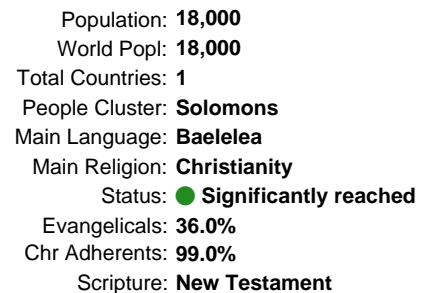 Population: 18,000
World Popl: 18,000
Total Countries: 1
People Cluster: Solomons
Main Language: Baelelea
Main Religion: Christianity
Status: Significantly reached
Evangelicals: 36.0%
Chr Adherents: 99.0%
Scripture: New Testament